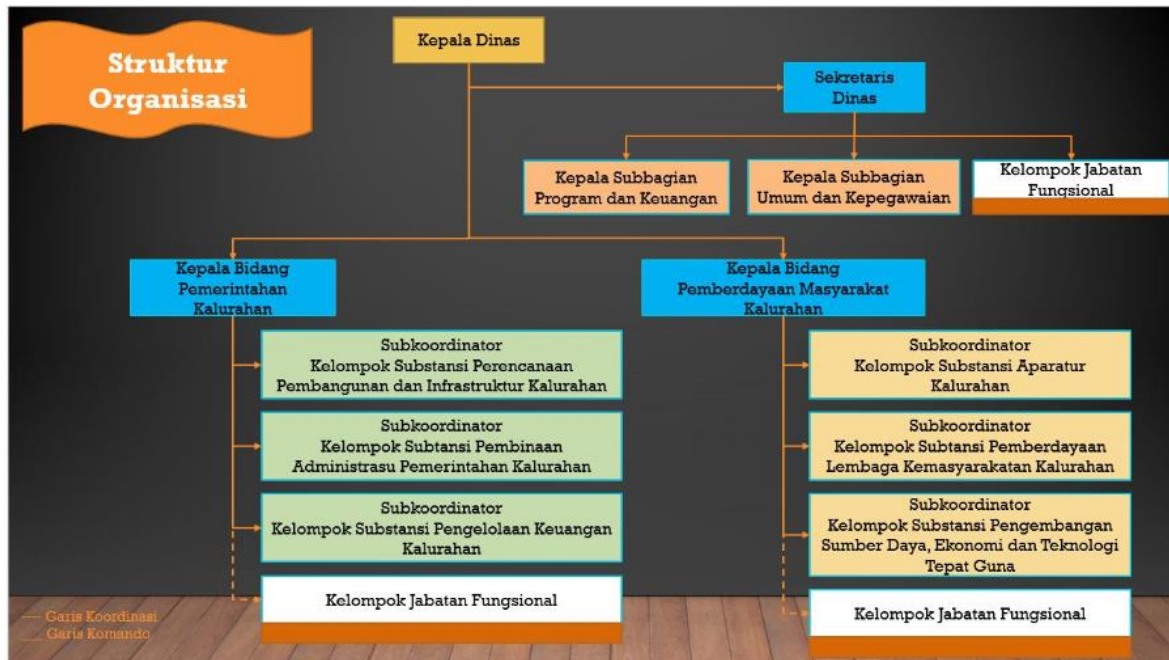 Struktur
Organisasi
Kepala Dinas
Sekretaris
Dinas
Kepala Subbagian
Program dan Keuangan
Kepala Subbagian
Umum dan Kepegawaian
Kelompok Jabatan
Fungsional
Kepala Bidang
Pemerintahan
Kalurahan
Kepala Bidang
Pemberdayaan Masyarakat
Kalurahan
Subkoordinator
Kelompok Substansi Perencanaan
Pembangunan dan Infrastruktur Kalurahan
Subkoordinator
Kelompok Subtansi Pembinaan
Administrasu Pemerintahan Kalurahan
Subkoordinator
Kelompok Substansi Pengelolaan Keuangan
Kalurahan
Kelompok Jabatan Fungsional
Subkoordinator
Kelompok Substansi Aparatur
Kalurahan
Subkoordinator
Kelompok Subtansi Pemberdayaan
Lembaga Kemasyarakatan Kalurahan
Subkoordinator
Kelompok Substansi Pengembangan
Sumber Daya, Ekonomi dan Teknologi
Tepat Guna
Kelompok Jabatan Fungsional
Garis Koordinasi
Garis Komando